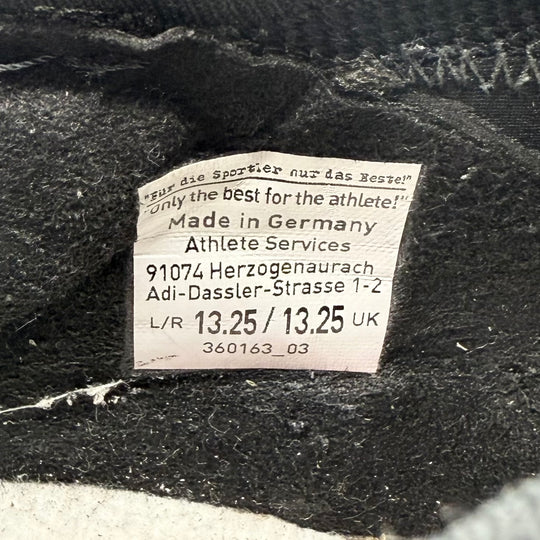 "Für die Sportler nur das Beste!"
"Only the best for the athlete!"
Made in Germany
Athlete Services
91074 Herzogenaurach
Adi-Dassler-Strasse 1-2
L/R 13.25 / 13.25 UK
360163_03